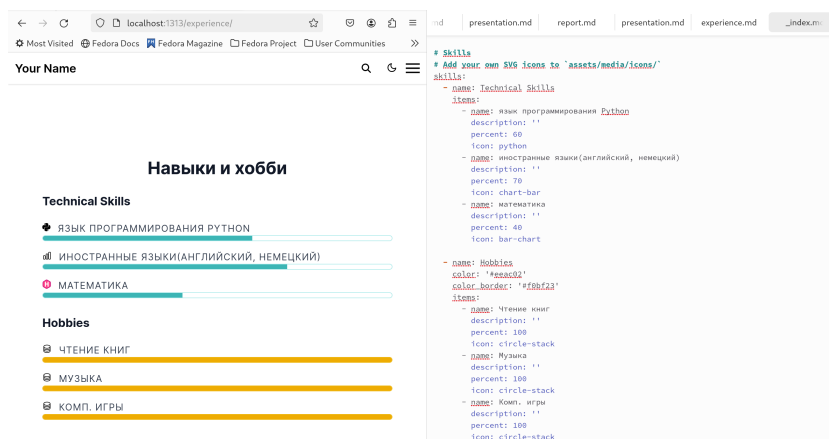 localhost:1313/experience/
Most Visited Fedora Docs Fedora Magazine Fedora Project User Communities
Your Name
Навыки и хобби
Technical Skills
ЯЗЫК ПРОГРАММИРОВАНИЯ PYTHON
ИНОСТРАННЫЕ ЯЗЫКИ(АНГЛИЙСКИЙ, НЕМЕЦКИЙ)
МАТЕМАТИКА
Hobbies
ЧТЕНИЕ КНИГ
МУЗЫКА
КОМП. ИГРЫ
nd presentation.md report.md presentation.md experience.md _index.md
# Skills
# Add your own SVG icons to `assets/media/icons/`
skills:
- name: Technical Skills
items:
- name: язык программирования Python
description: ''
percent: 60
icon: python
- name: иностранные языки(английский, немецкий)
description: ''
percent: 70
icon: chart-bar
- name: математика
description: ''
percent: 40
icon: bar-chart
- name: Hobbies
color: '#eeac02'
color_border: '#f0bf23'
items:
- name: Чтение книг
description: ''
percent: 100
icon: circle-stack
- name: Музыка
description: ''
percent: 100
icon: circle-stack
- name: Комп. игры
description: ''
percent: 100
icon: circle-stack